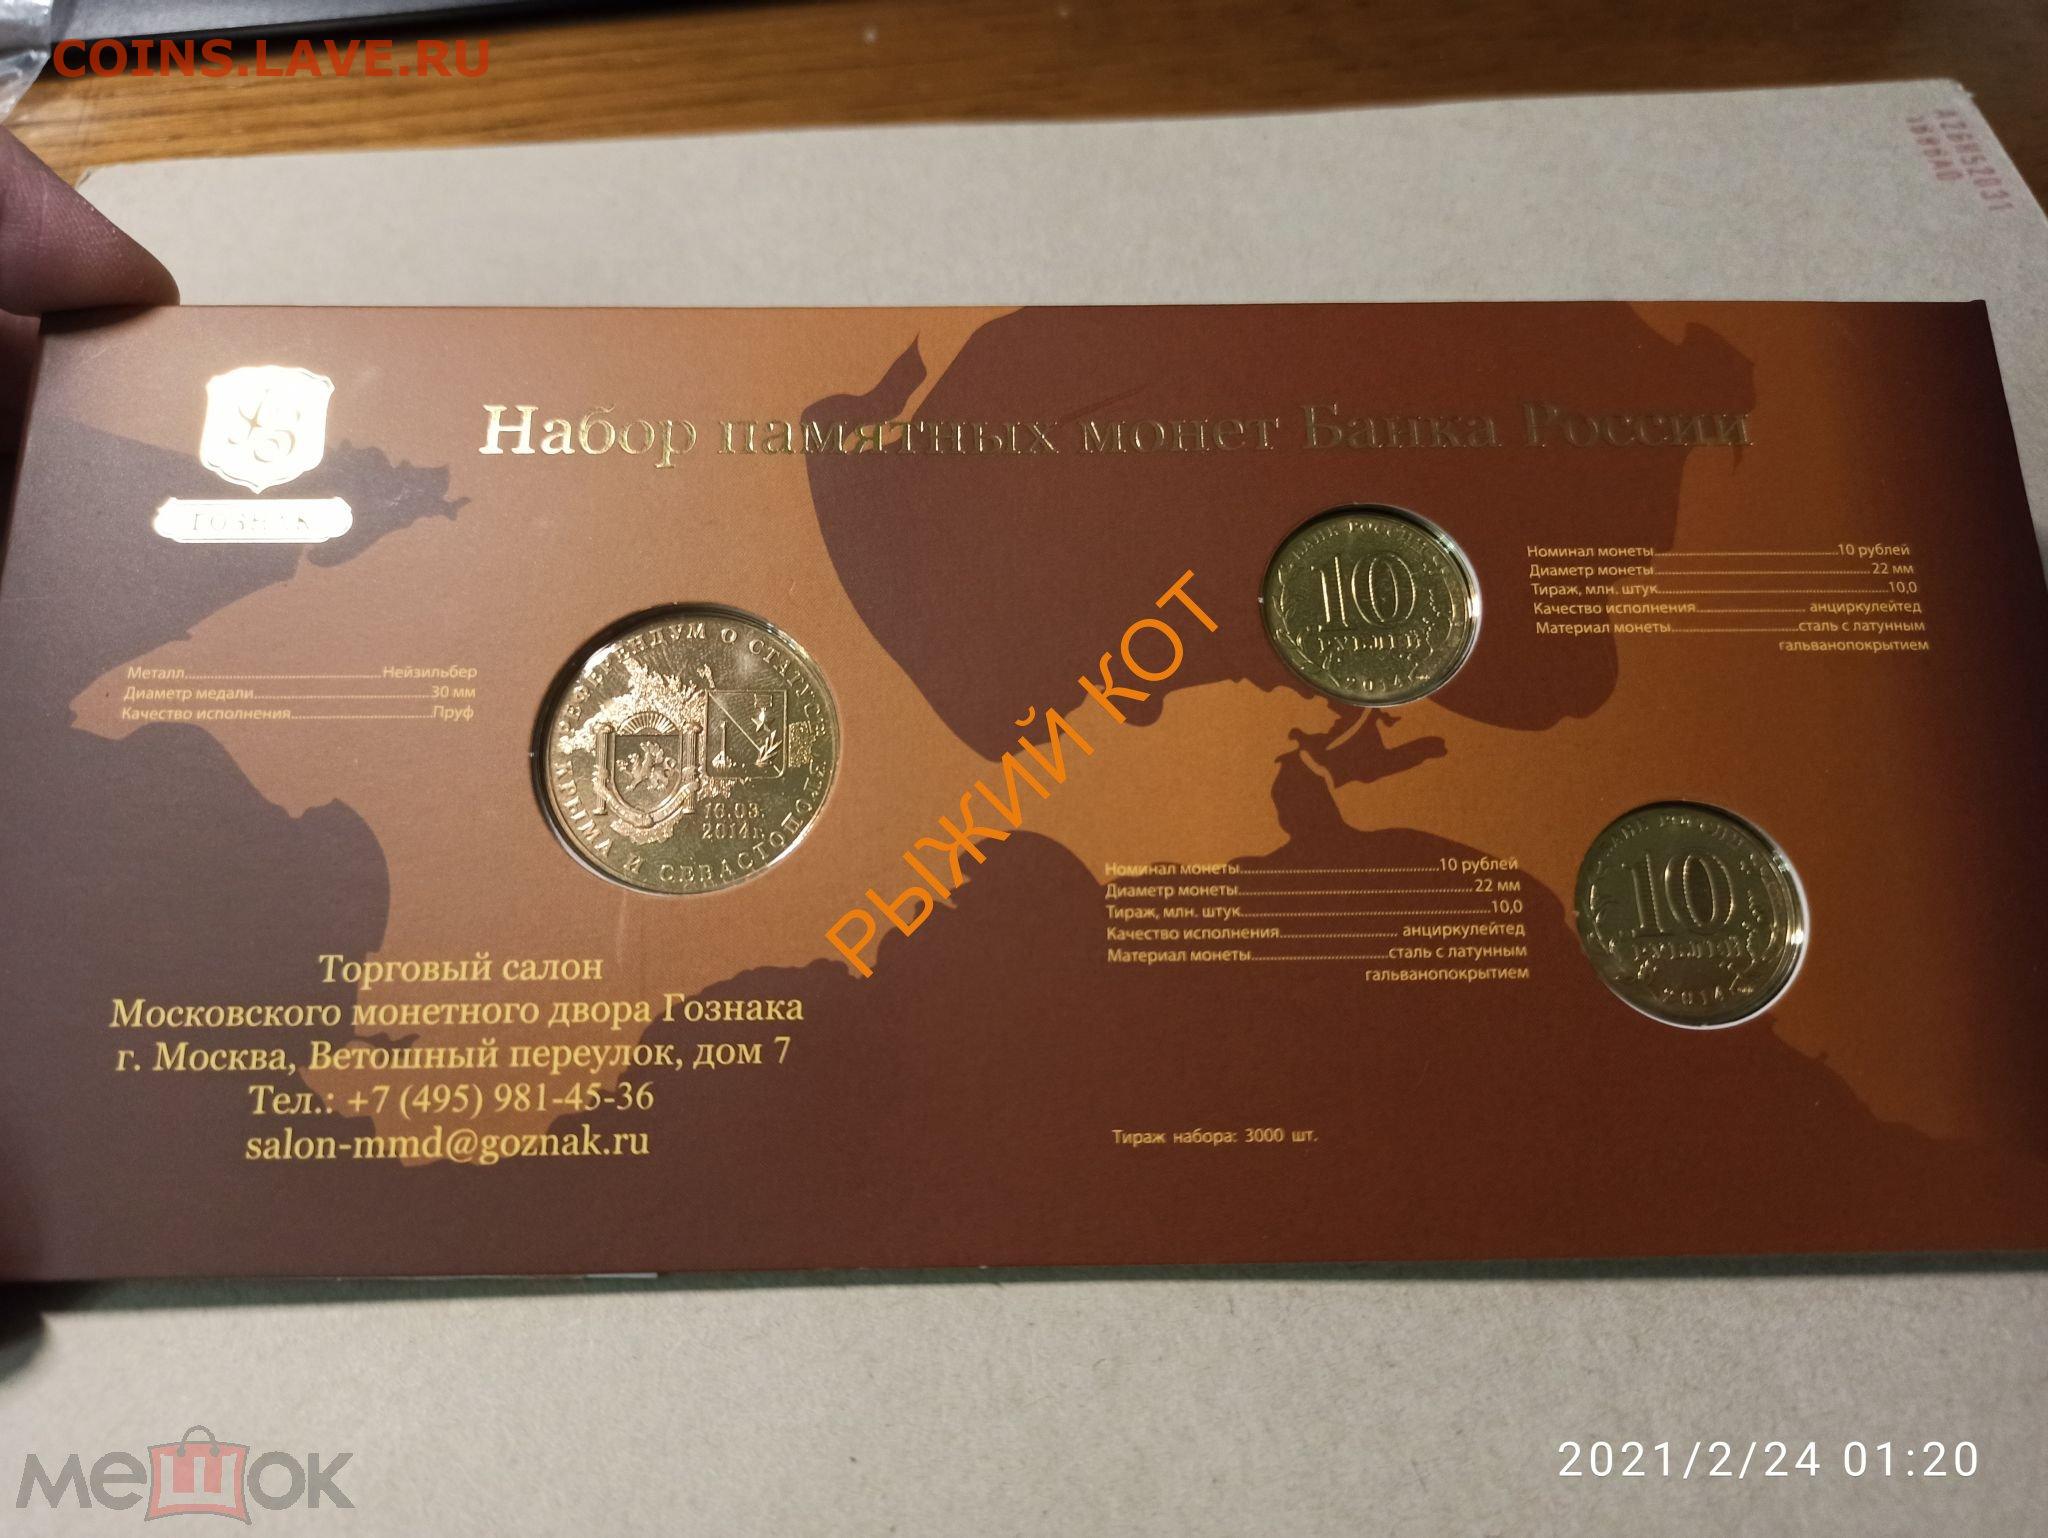 COINS.LAVE.RU
AZ6852031
ГОЗНАК
Набор памятных монет Банка России
Металл Нейзильбер
Диаметр медали 30 мм
Качество исполнения Пруф
РЕФЕРЕНДУМ О СТАТУСЕ
КРЫМА И СЕВАСТОПОЛЯ
16.03.
2014г.
БАНК РОССИИ
10
РУБЛЕЙ
2014
Номинал монеты 10 рублей
Диаметр монеты 22 мм
Тираж, млн. штук 10,0
Качество исполнения анциркулейтед
Материал монеты сталь с латунным
гальванопокрытием
РЫЖИЙ КОТ
Номинал монеты 10 рублей
Диаметр монеты 22 мм
Тираж, млн. штук 10,0
Качество исполнения анциркулейтед
Материал монеты сталь с латунным
гальванопокрытием
БАНК РОССИИ
10
РУБЛЕЙ
2014
Торговый салон
Московского монетного двора Гознака
г. Москва, Ветошный переулок, дом 7
Тел.: +7 (495) 981-45-36
salon-mmd@goznak.ru
Тираж набора: 3000 шт.
мешок
2021/2/24 01:20